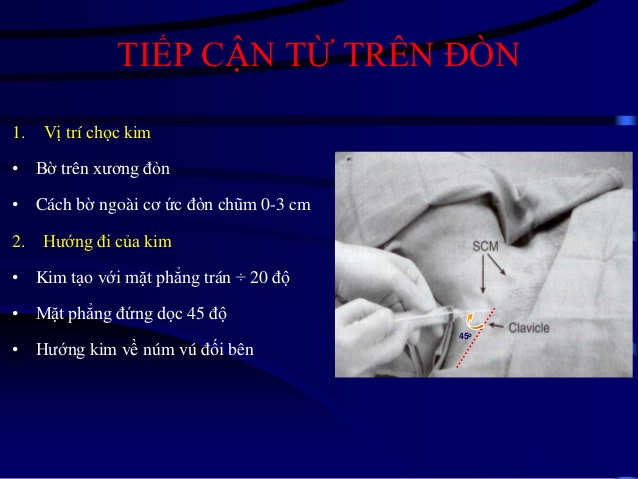 TIẾP CẬN TỪ TRÊN ĐÒN
1. Vị trí chọc kim
• Bờ trên xương đòn
• Cách bờ ngoài cơ ức đòn chũm 0-3 cm
2. Hướng đi của kim
• Kim tạo với mặt phẳng trán ÷ 20 độ
• Mặt phẳng đứng dọc 45 độ
• Hướng kim về núm vú đối bên
SCM
Clavicle
45º